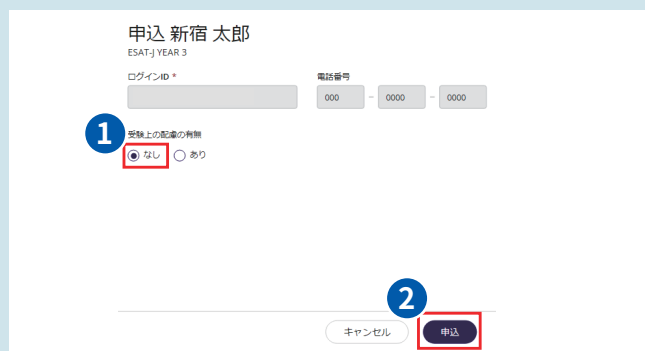 申込 新宿 太郎
ESAT-J YEAR 3
ログインID * 電話番号
000 - 0000 - 0000
1
受験上の配慮の有無
なし あり
2
キャンセル 申込